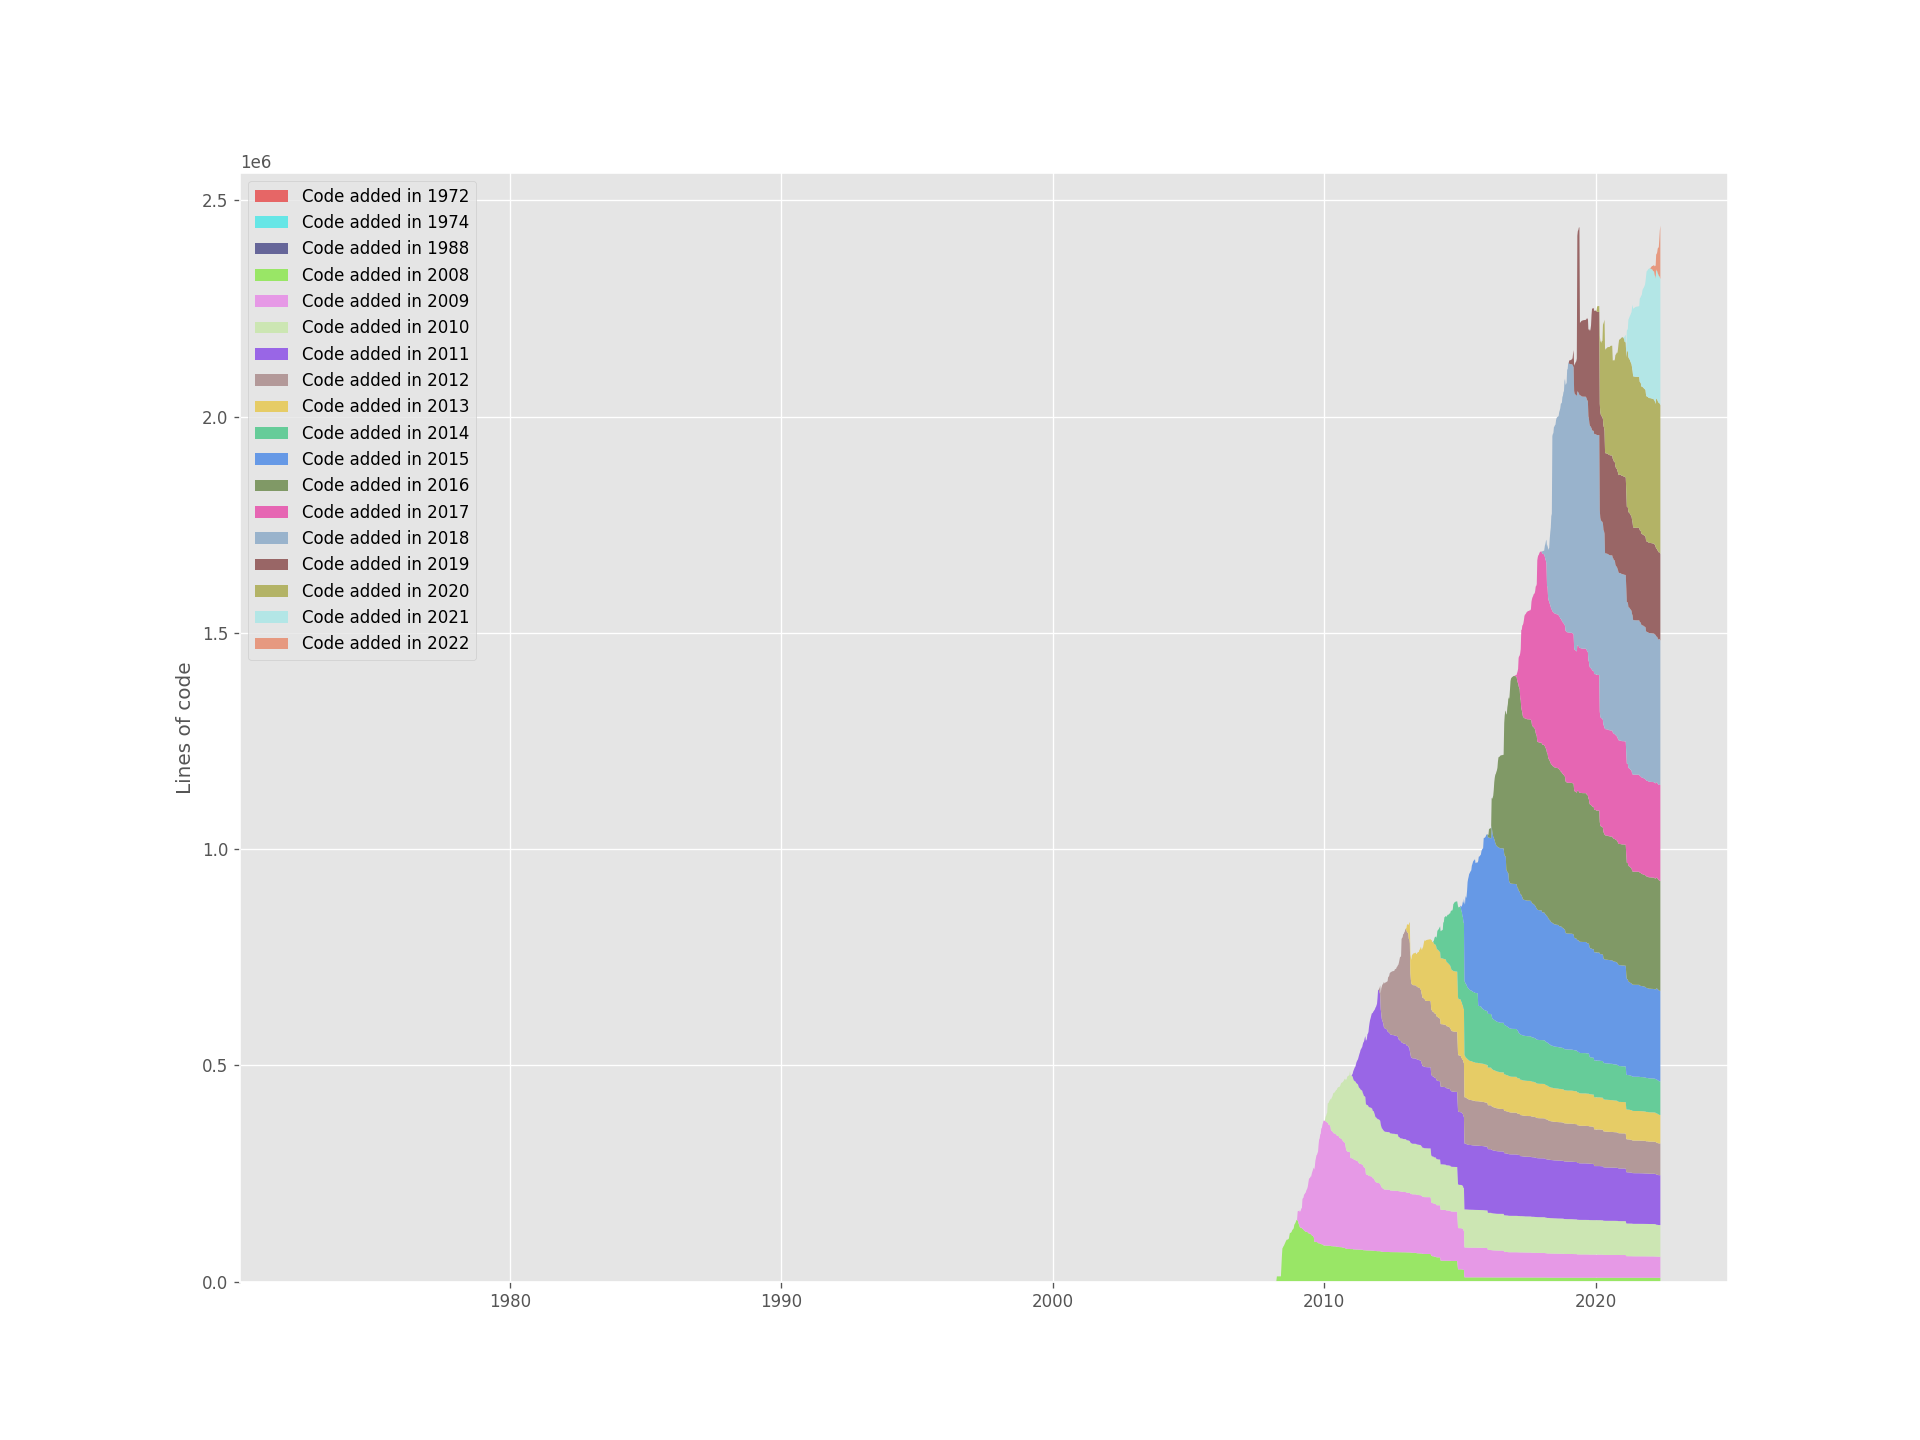 1e6
2.5
2.0
1.5
1.0
0.5
0.0
Lines of code
Code added in 1972
Code added in 1974
Code added in 1988
Code added in 2008
Code added in 2009
Code added in 2010
Code added in 2011
Code added in 2012
Code added in 2013
Code added in 2014
Code added in 2015
Code added in 2016
Code added in 2017
Code added in 2018
Code added in 2019
Code added in 2020
Code added in 2021
Code added in 2022
1980
1990
2000
2010
2020